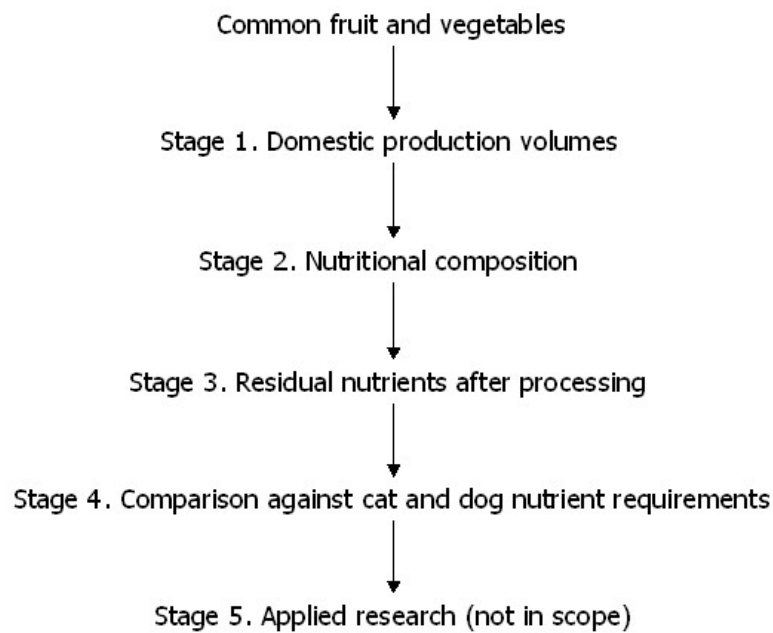 Common fruit and vegetables
Stage 1. Domestic production volumes
Stage 2. Nutritional composition
Stage 3. Residual nutrients after processing
Stage 4. Comparison against cat and dog nutrient requirements
Stage 5. Applied research (not in scope)